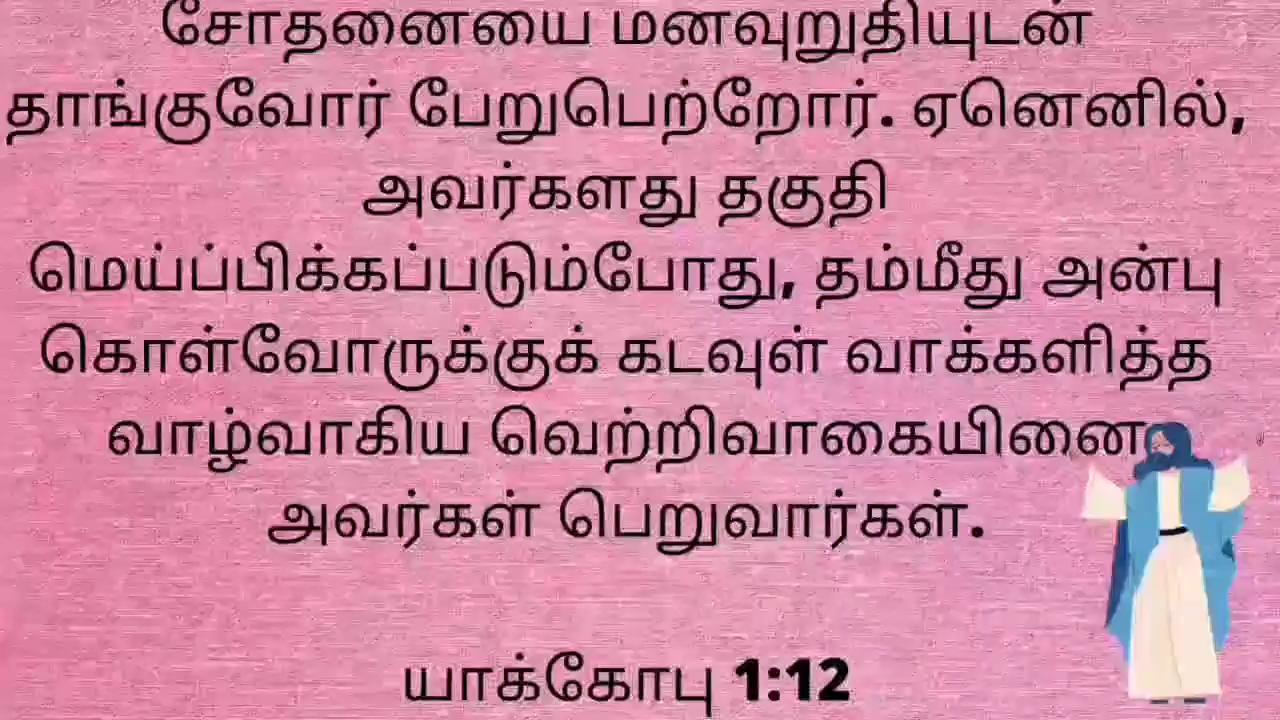 சோதனையை மனவுறுதியுடன்
தாங்குவோர் பேறுபெற்றோர். ஏனெனில்,
அவர்களது தகுதி
மெய்ப்பிக்கப்படும்போது, தம்மீது அன்பு
கொள்வோருக்குக் கடவுள் வாக்களித்த
வாழ்வாகிய வெற்றிவாகையினை
அவர்கள் பெறுவார்கள்.
யாக்கோபு 1:12